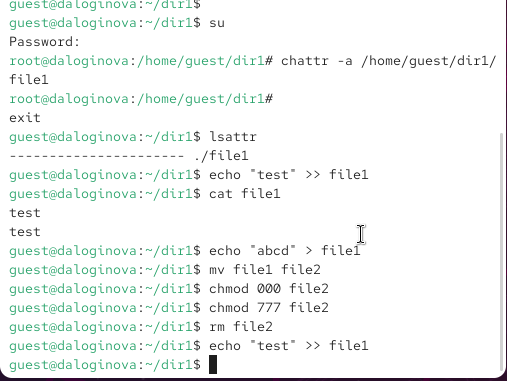 guest@daloginova:~/dir1$
guest@daloginova:~/dir1$ su
Password:
root@daloginova:/home/guest/dir1# chattr -a /home/guest/dir1/
file1
root@daloginova:/home/guest/dir1#
exit
guest@daloginova:~/dir1$ lsattr
---------------------- ./file1
guest@daloginova:~/dir1$ echo "test" >> file1
guest@daloginova:~/dir1$ cat file1
test
test
guest@daloginova:~/dir1$ echo "abcd" > file1
guest@daloginova:~/dir1$ mv file1 file2
guest@daloginova:~/dir1$ chmod 000 file2
guest@daloginova:~/dir1$ chmod 777 file2
guest@daloginova:~/dir1$ rm file2
guest@daloginova:~/dir1$ echo "test" >> file1
guest@daloginova:~/dir1$